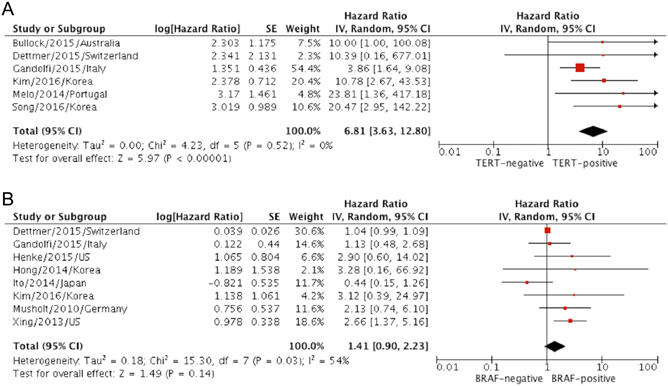 A
Hazard Ratio Hazard Ratio
Study or Subgroup log[Hazard Ratio] SE Weight IV, Random, 95% CI IV, Random, 95% CI
Bullock/2015/Australia 2.303 1.175 7.5% 10.00 [1.00, 100.08]
Dettmer/2015/Switzerland 2.341 2.131 2.3% 10.39 [0.16, 677.01]
Gandolfi/2015/Italy 1.351 0.436 54.4% 3.86 [1.64, 9.08]
Kim/2016/Korea 2.378 0.712 20.4% 10.78 [2.67, 43.53]
Melo/2014/Portugal 3.17 1.461 4.8% 23.81 [1.36, 417.18]
Song/2016/Korea 3.019 0.989 10.6% 20.47 [2.95, 142.22]
Total (95% CI) 100.0% 6.81 [3.63, 12.80]
Heterogeneity: Tau² = 0.00; Chi² = 4.23, df = 5 (P = 0.52); I² = 0%
Test for overall effect: Z = 5.97 (P < 0.00001)
0.01 0.1 1 10 100
TERT-negative TERT-positive
B
Hazard Ratio Hazard Ratio
Study or Subgroup log[Hazard Ratio] SE Weight IV, Random, 95% CI IV, Random, 95% CI
Dettmer/2015/Switzerland 0.039 0.026 30.6% 1.04 [0.99, 1.09]
Gandolfi/2015/Italy 0.122 0.44 14.6% 1.13 [0.48, 2.68]
Henke/2015/US 1.065 0.804 6.6% 2.90 [0.60, 14.02]
Hong/2014/Korea 1.189 1.538 2.1% 3.28 [0.16, 66.92]
Ito/2014/Japan -0.821 0.535 11.7% 0.44 [0.15, 1.26]
Kim/2016/Korea 1.138 1.061 4.2% 3.12 [0.39, 24.97]
Musholt/2010/Germany 0.756 0.537 11.6% 2.13 [0.74, 6.10]
Xing/2013/US 0.978 0.338 18.5% 2.66 [1.37, 5.16]
Total (95% CI) 100.0% 1.41 [0.90, 2.23]
Heterogeneity: Tau² = 0.18; Chi² = 15.30, df = 7 (P = 0.03); I² = 54%
Test for overall effect: Z = 1.49 (P = 0.14)
0.01 0.1 1 10 100
BRAF-negative BRAF-positive